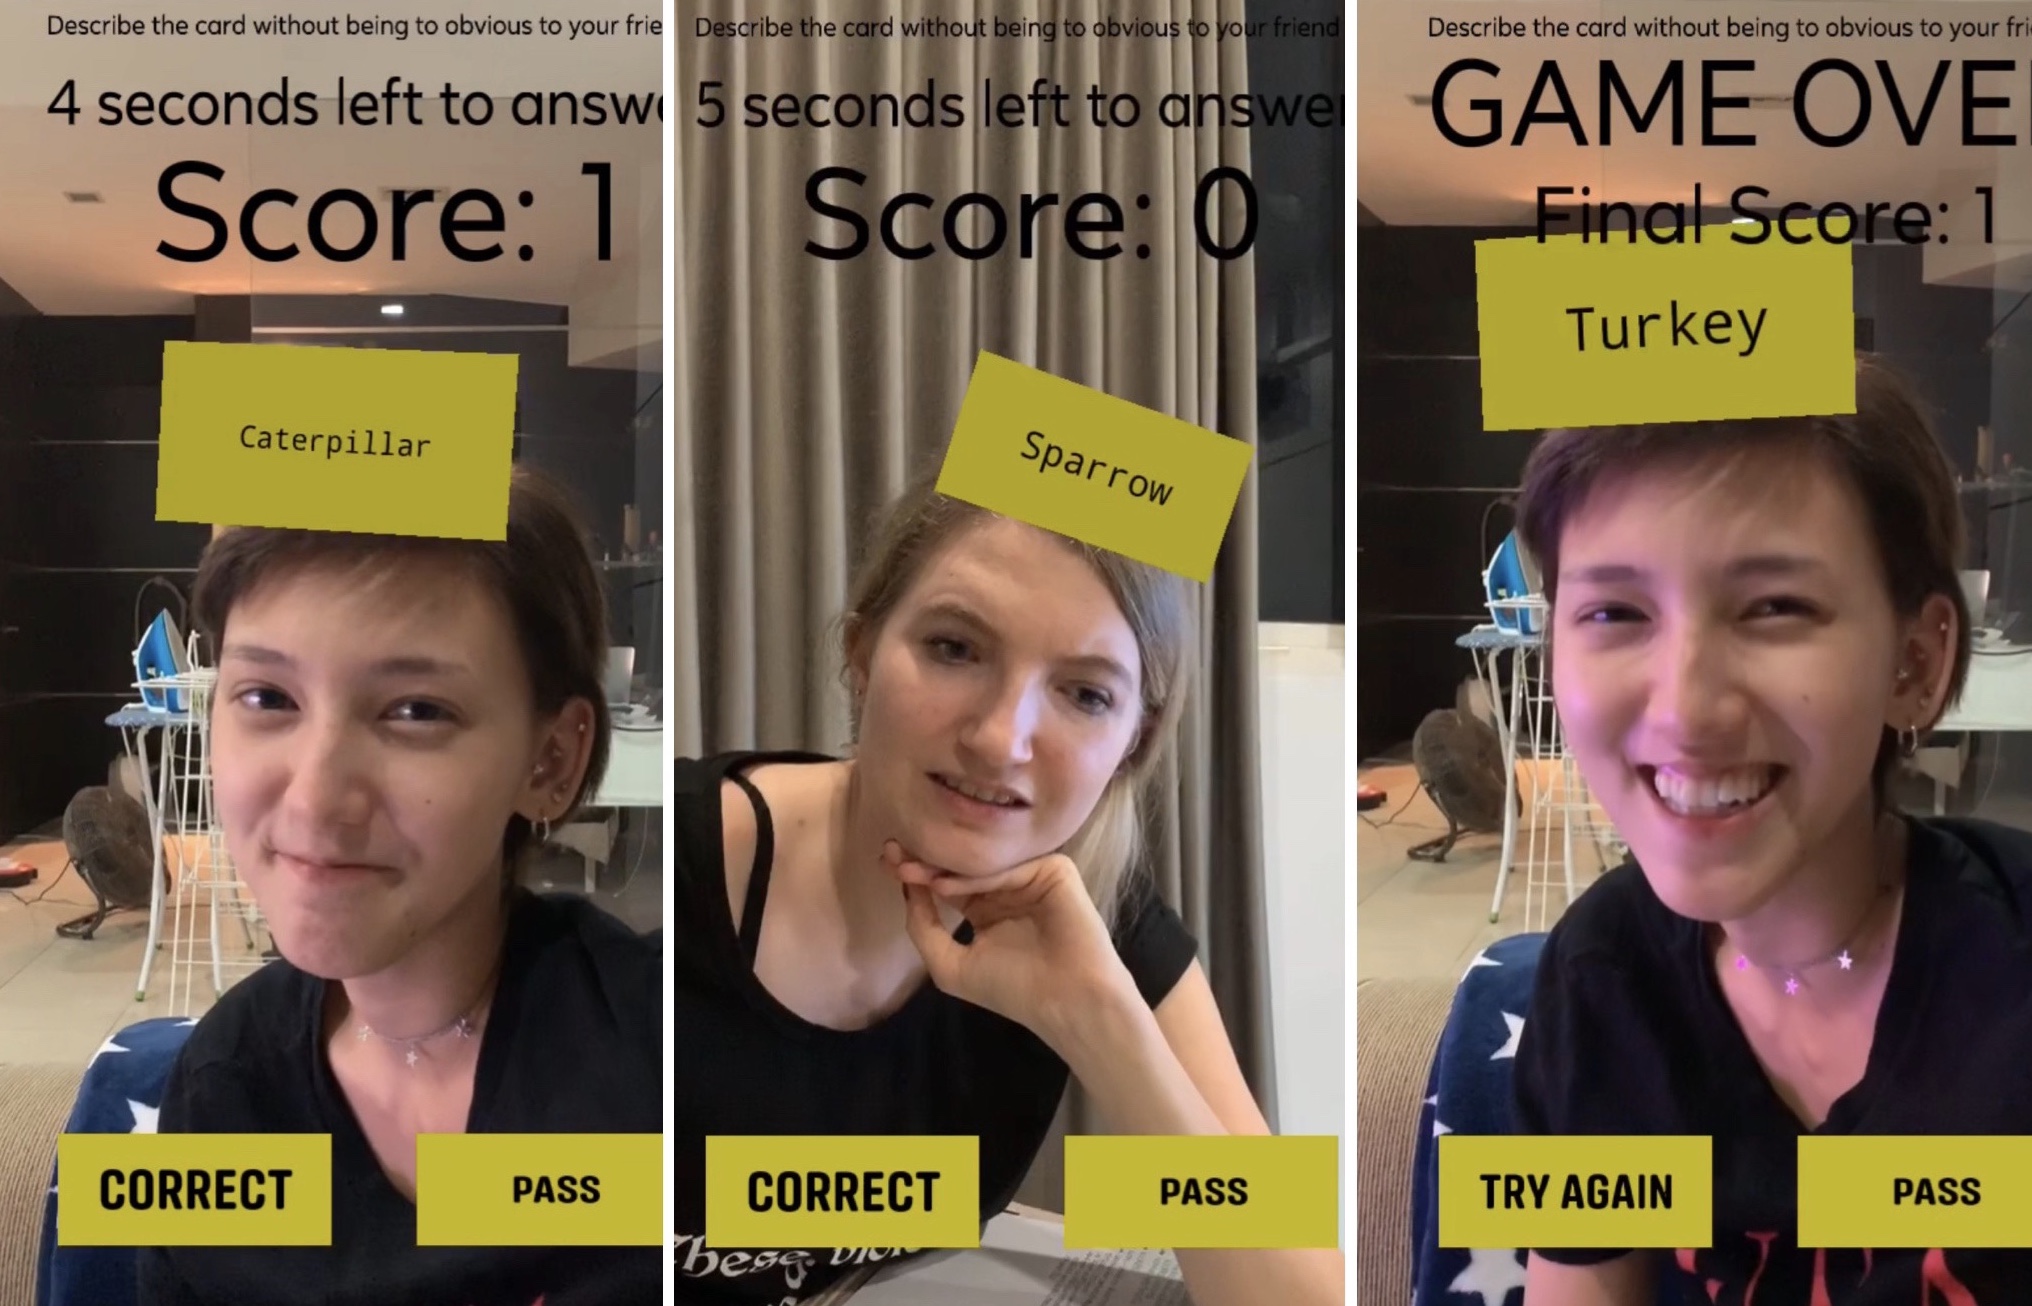 Describe the card without being to obvious to your frie
4 seconds left to answe
Score: 1
Caterpillar
CORRECT
PASS
Describe the card without being to obvious to your friend
5 seconds left to answer
Score: 0
Sparrow
CORRECT
PASS
These
Describe the card without being to obvious to your fri
GAME OVE
Final Score: 1
Turkey
TRY AGAIN
PASS